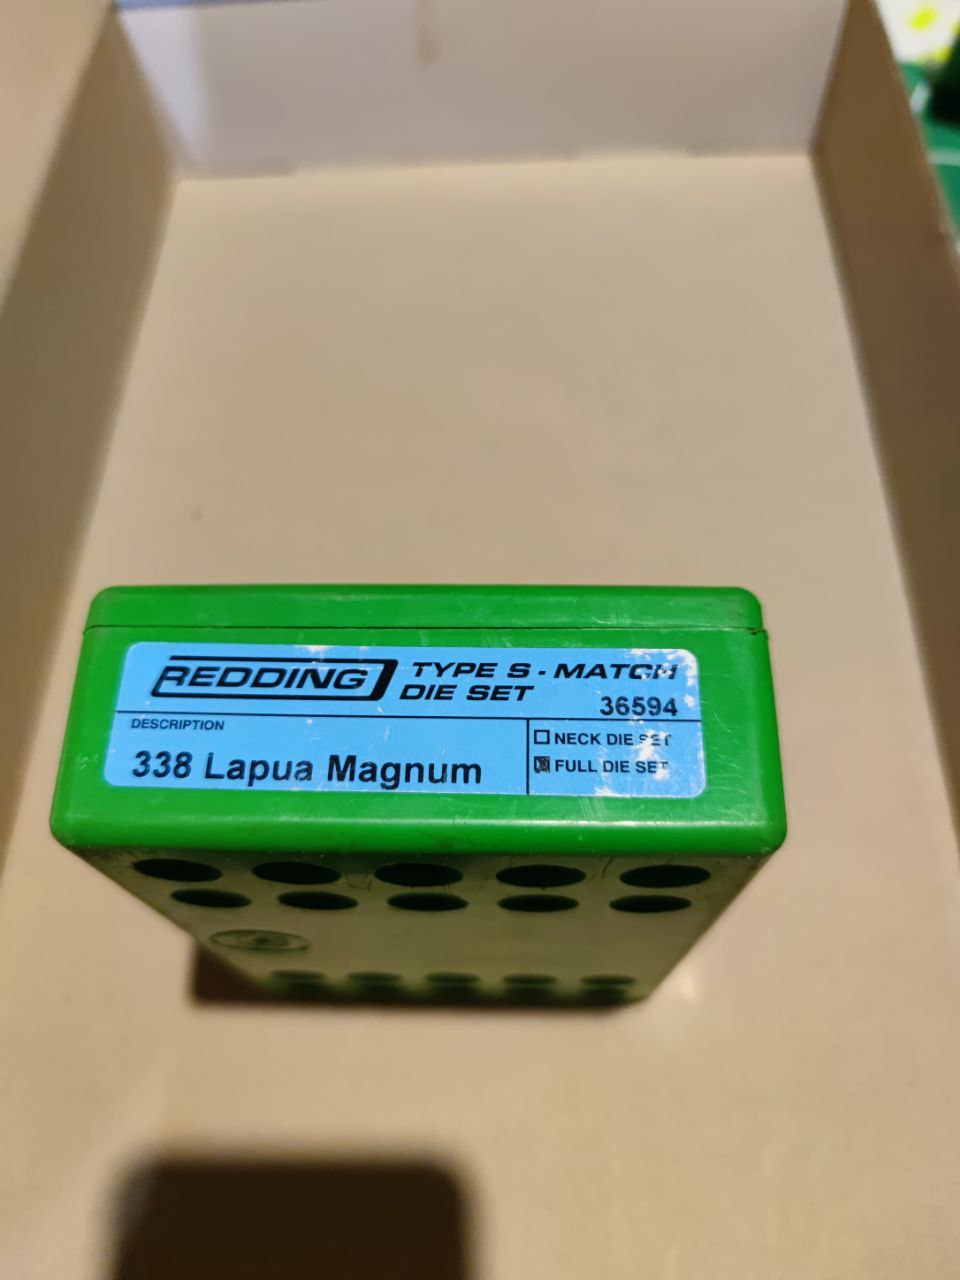 REDDING TYPE S - MATCH
DIE SET
36594
DESCRIPTION
338 Lapua Magnum
NECK DIE SET
FULL DIE SET